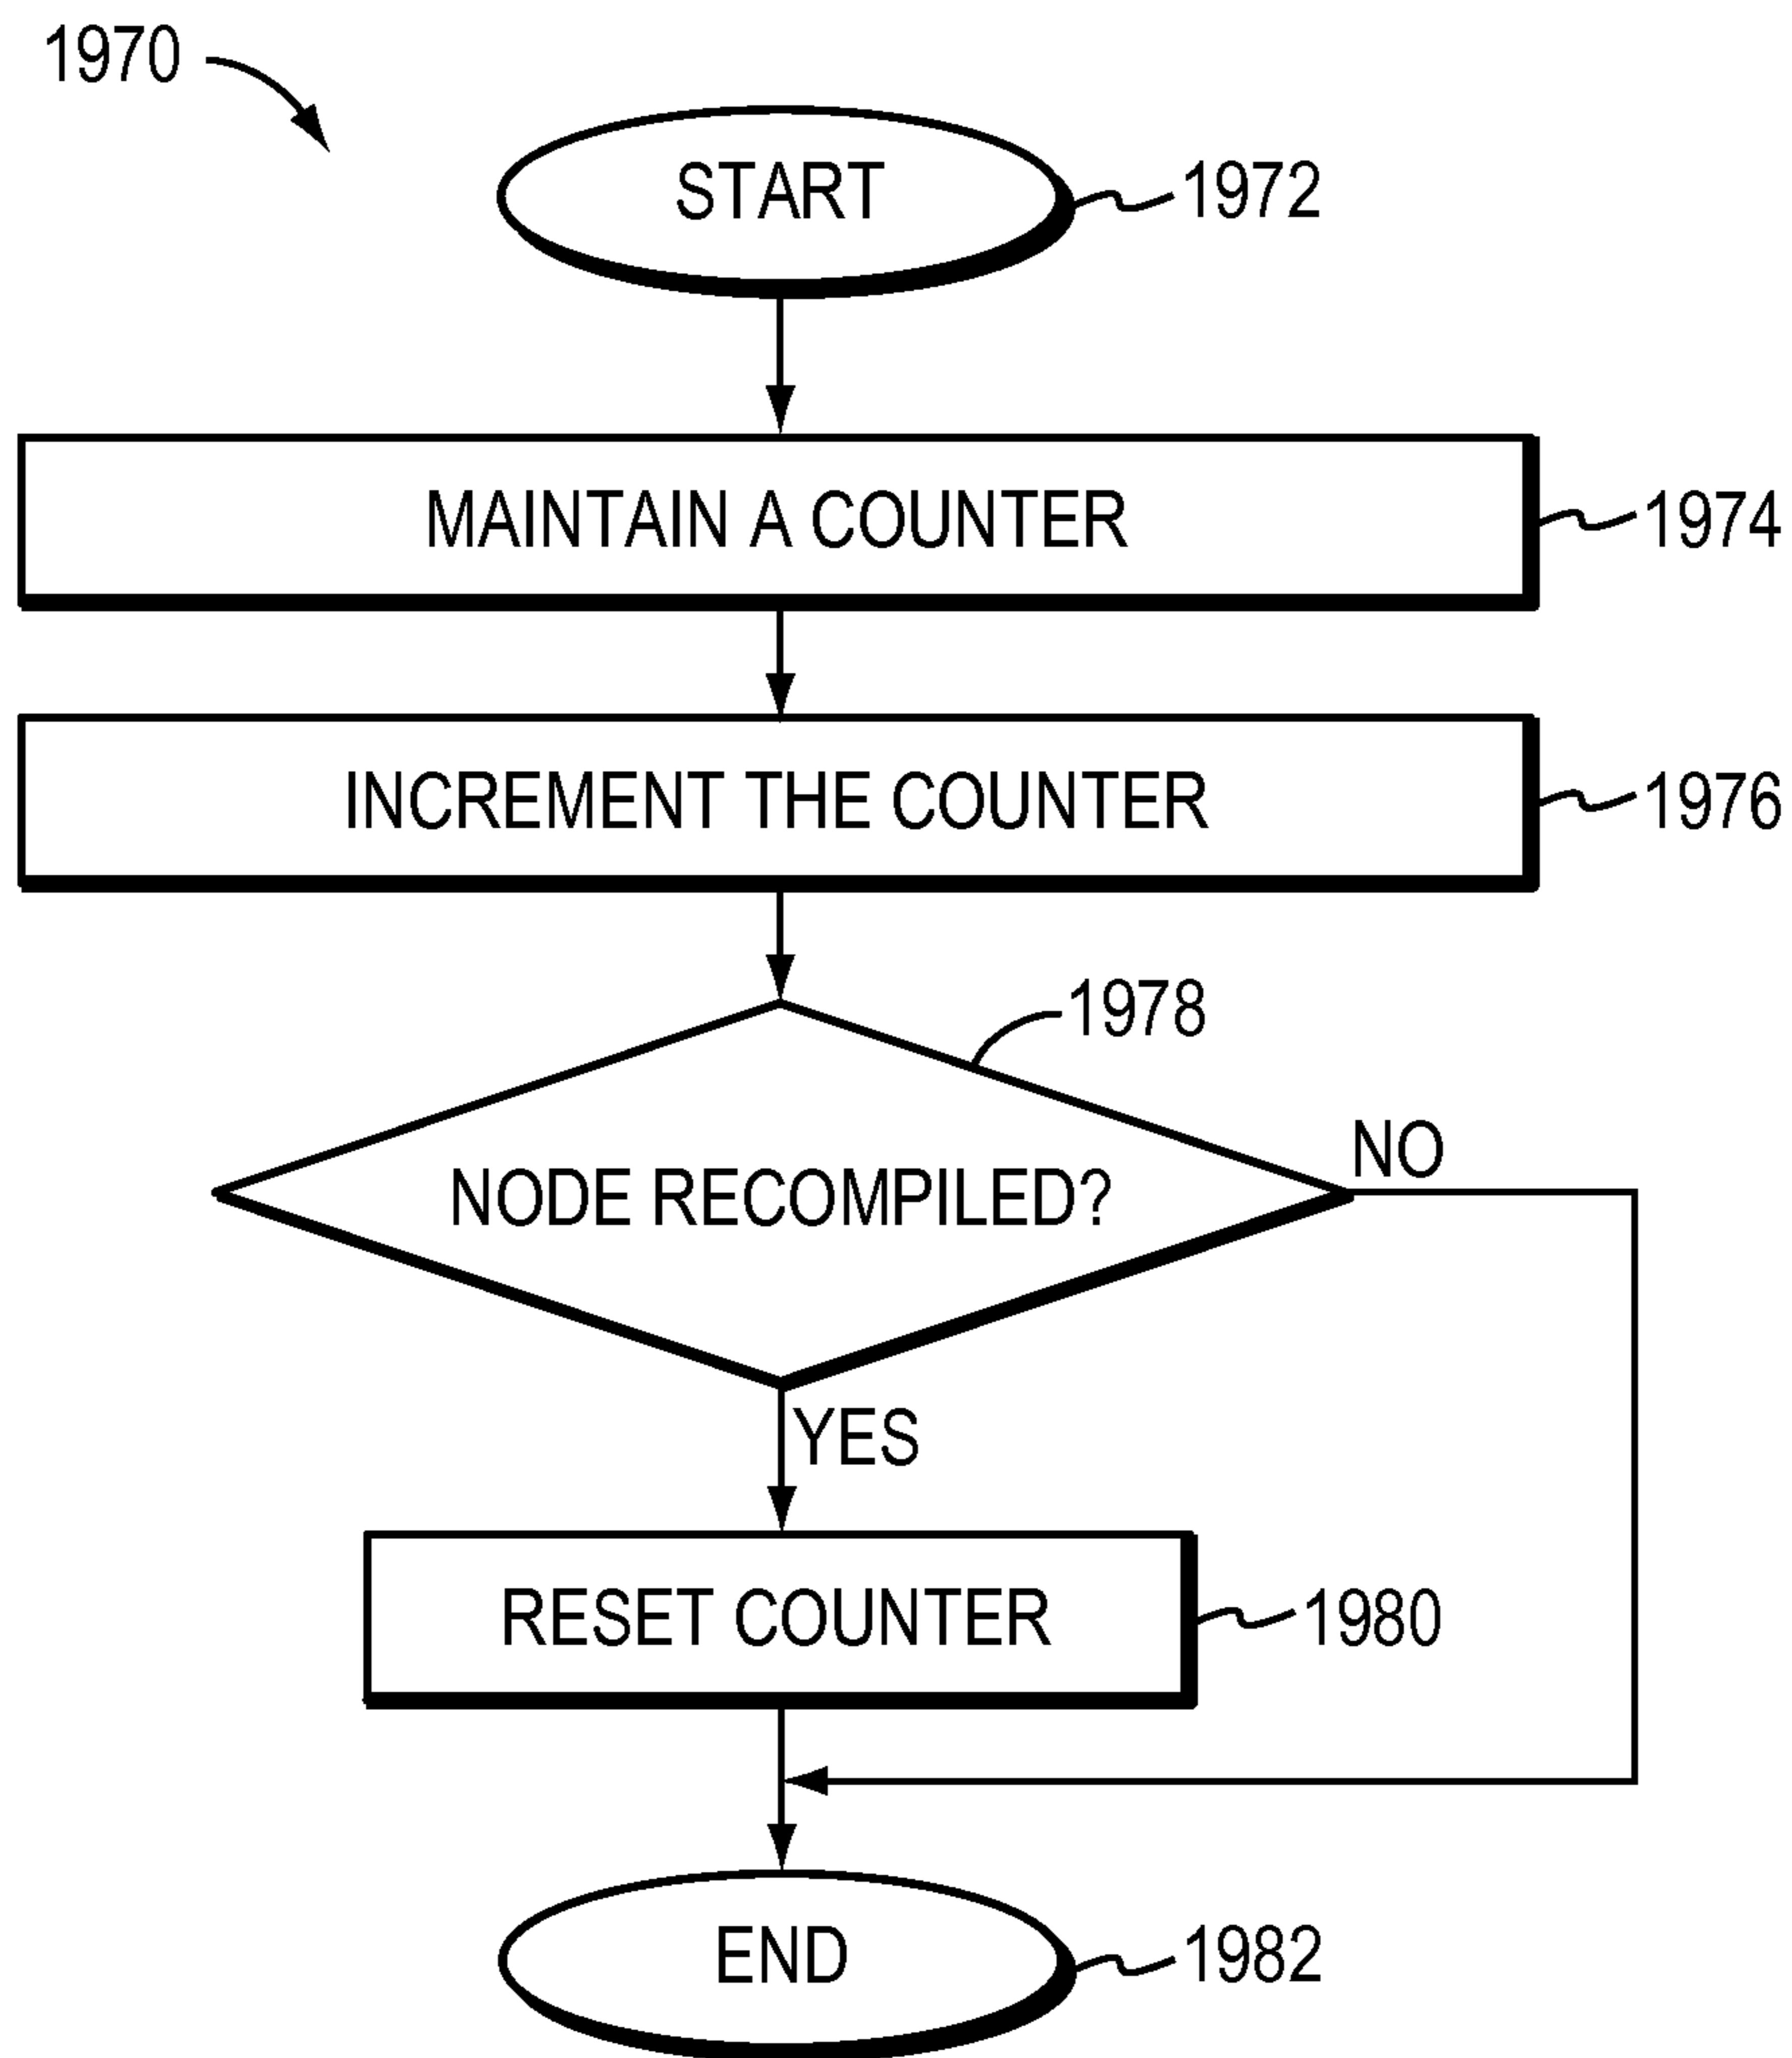 1970
START
1972
MAINTAIN A COUNTER
1974
INCREMENT THE COUNTER
1976
1978
NODE RECOMPILED?
NO
YES
RESET COUNTER
1980
END
1982